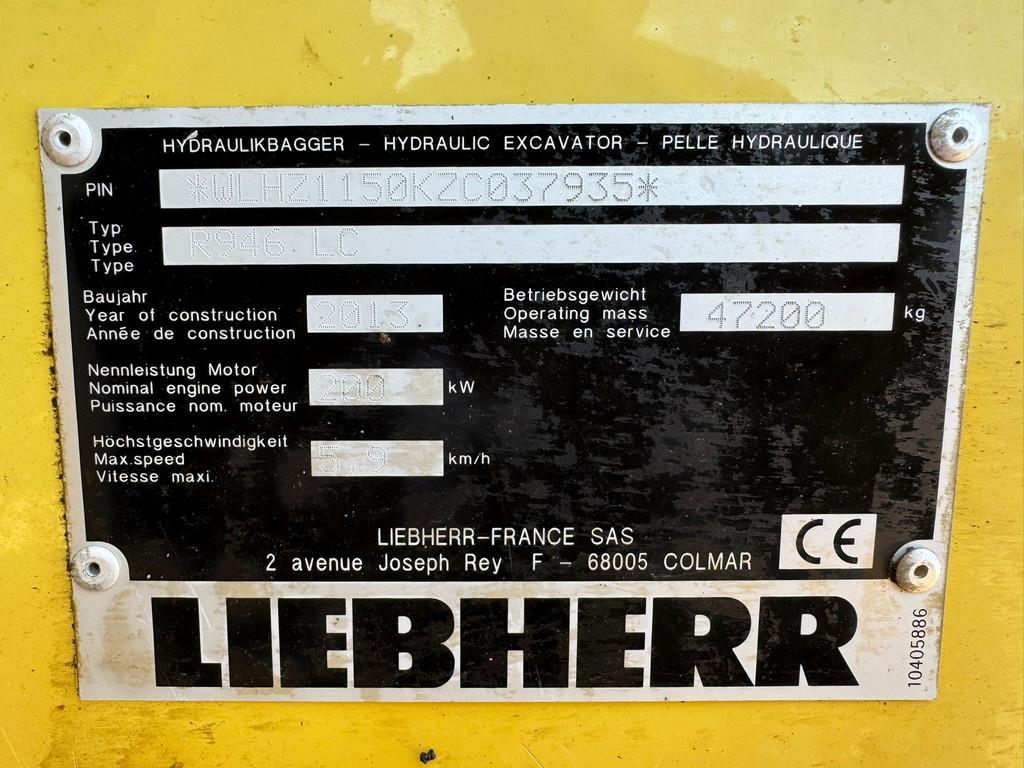 HYDRAULIKBAGGER – HYDRAULIC EXCAVATOR – PELLE HYDRAULIQUE
PIN *WLHZ1150KZC037935*
Typ
Type
Type
R946 LC
Baujahr
Year of construction
Année de construction
2013
Betriebsgewicht
Operating mass
Masse en service
47200 kg
Nennleistung Motor
Nominal engine power
Puissance nom. moteur
200 kW
Höchstgeschwindigkeit
Max.speed
Vitesse maxi.
5.9 km/h
LIEBHERR–FRANCE SAS
2 avenue Joseph Rey F – 68005 COLMAR
CE
LIEBHERR
10405886